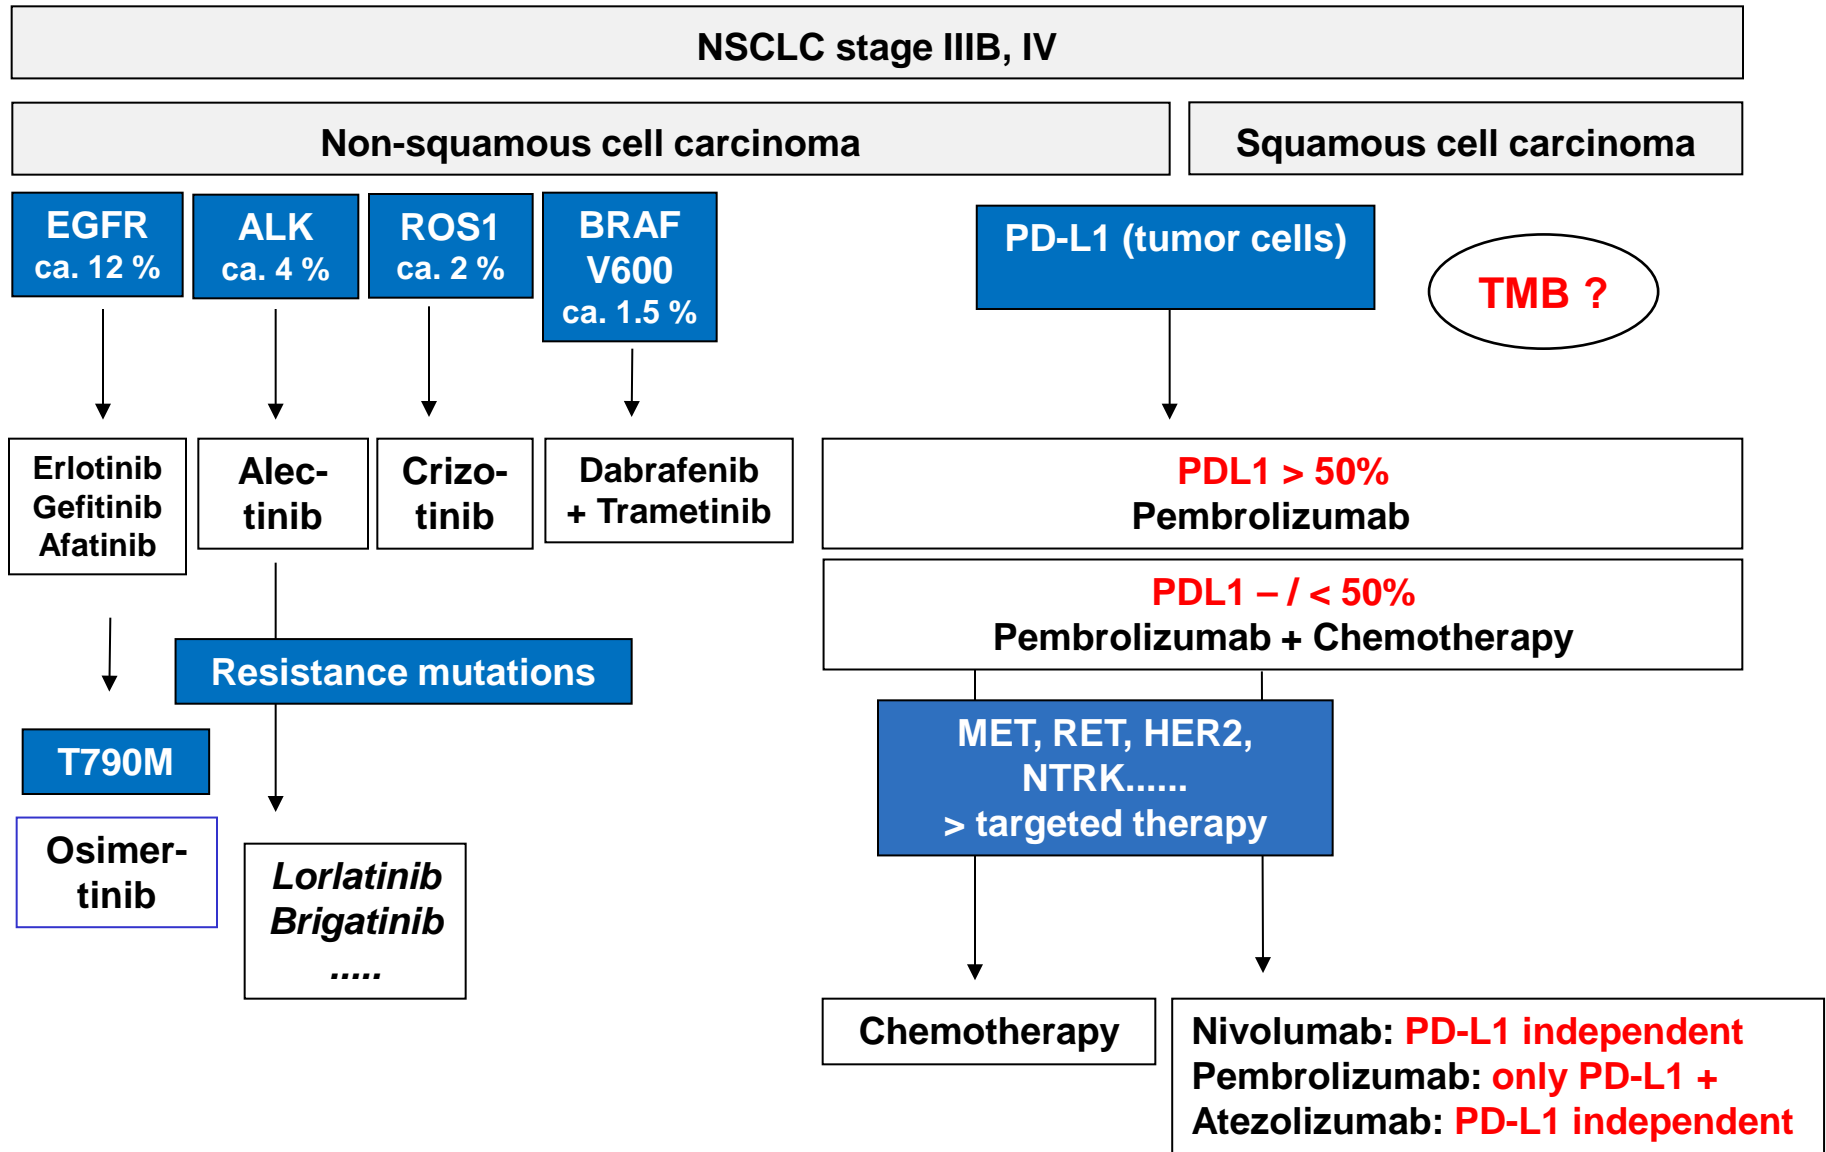 NSCLC stage IIIB, IV
Non-squamous cell carcinoma
Squamous cell carcinoma
EGFR
ca. 12 %
ALK
ca. 4 %
ROS1
ca. 2 %
BRAF
V600
ca. 1.5 %
PD-L1 (tumor cells)
TMB ?
Erlotinib
Gefitinib
Afatinib
Alec-
tinib
Crizo-
tinib
Dabrafenib
+ Trametinib
PDL1 > 50%
Pembrolizumab
PDL1 – / < 50%
Pembrolizumab + Chemotherapy
Resistance mutations
T790M
Osimer-
tinib
Lorlatinib
Brigatinib
.....
MET, RET, HER2,
NTRK......
> targeted therapy
Chemotherapy
Nivolumab: PD-L1 independent
Pembrolizumab: only PD-L1 +
Atezolizumab: PD-L1 independent